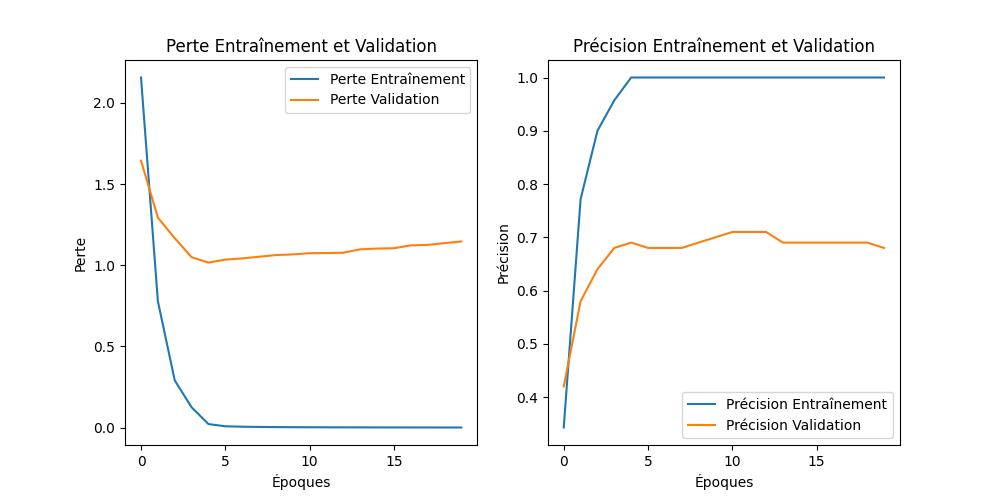 Perte Entraînement et Validation
Perte Entraînement
Perte Validation
2.0
1.5
1.0
0.5
0.0
Perte
0
5
10
15
Époques
Précision Entraînement et Validation
1.0
0.9
0.8
0.7
0.6
0.5
0.4
Précision
Précision Entraînement
Précision Validation
0
5
10
15
Époques